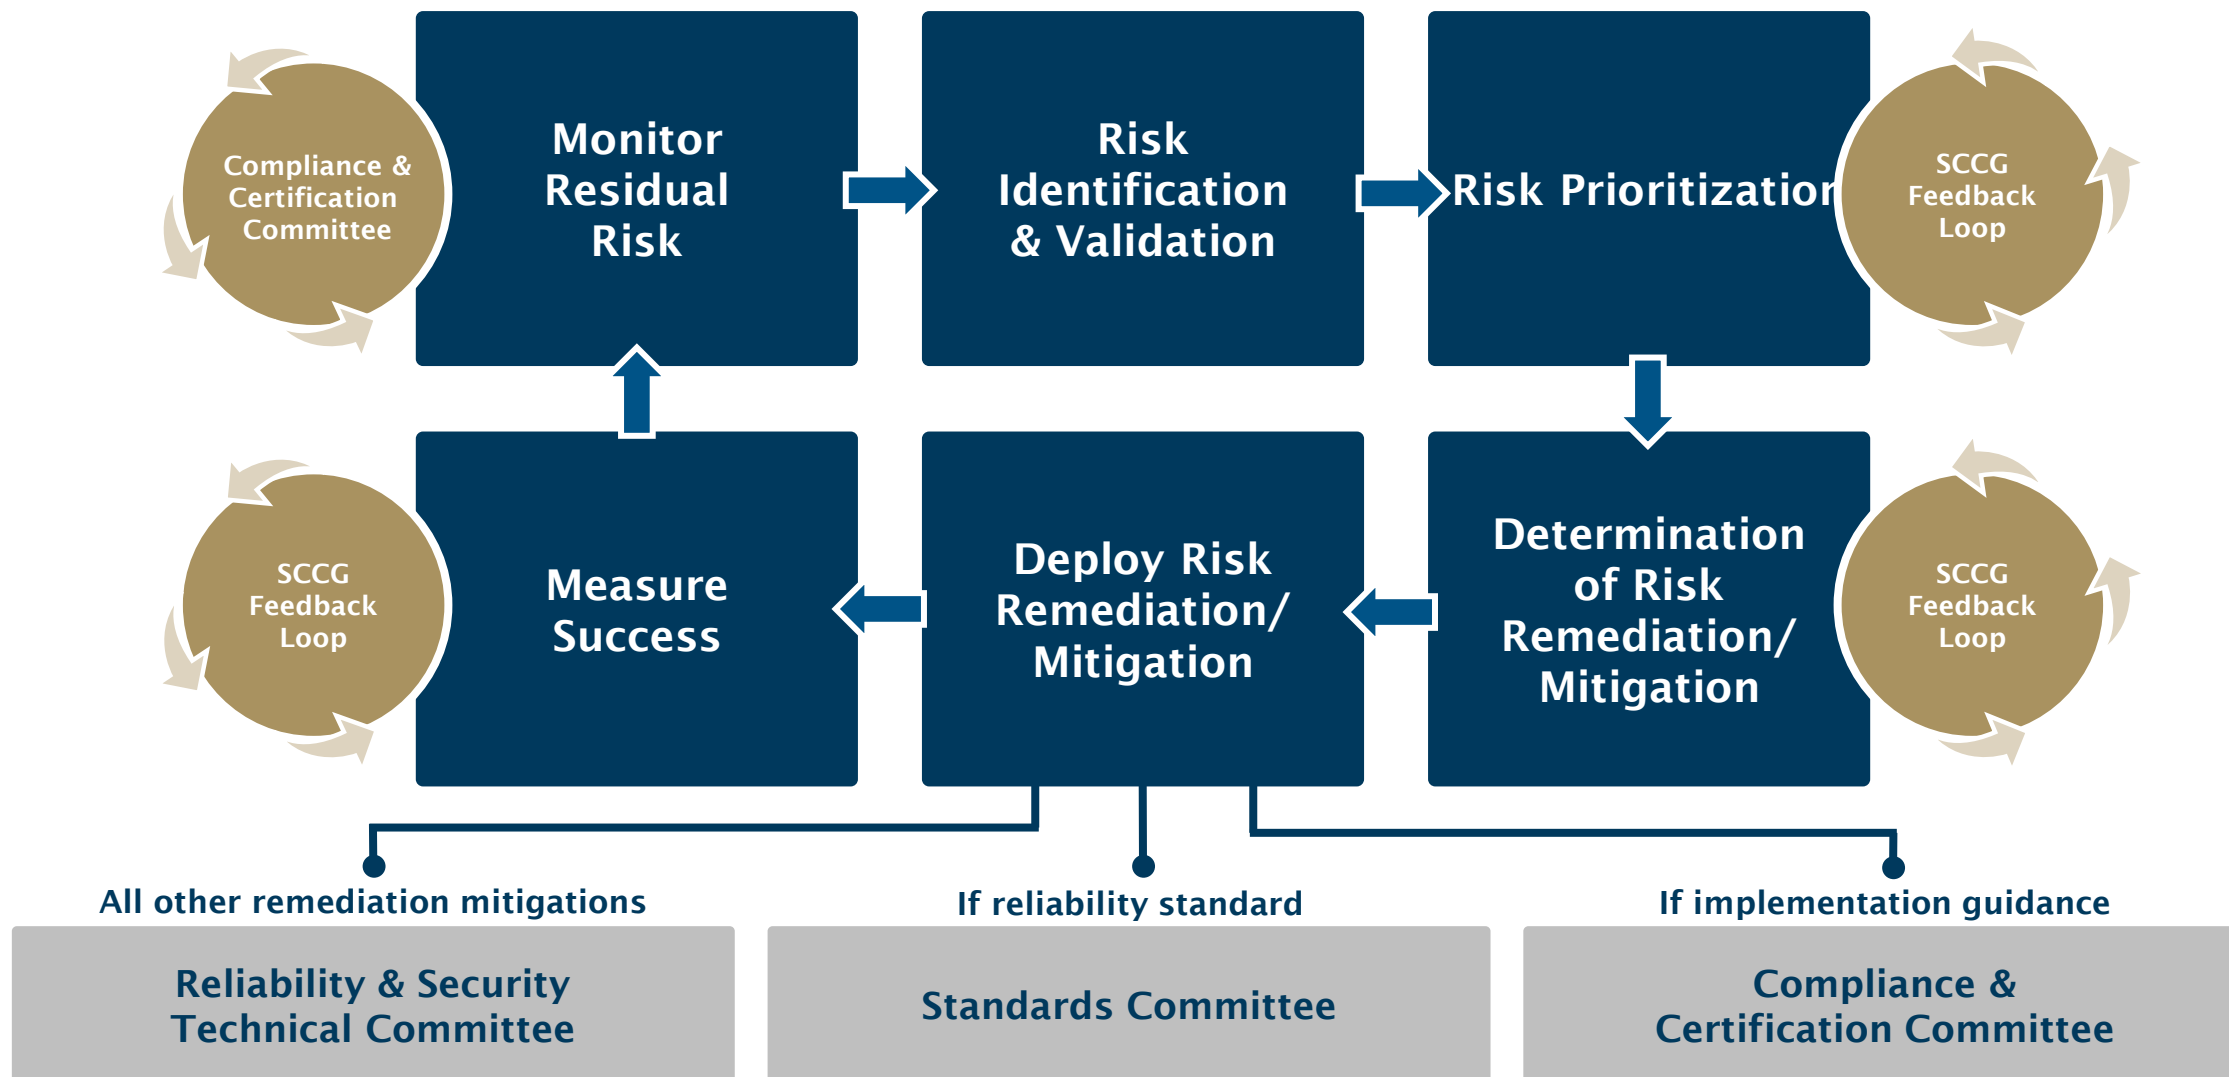 Compliance &
Certification
Committee
Monitor
Residual
Risk
Risk
Identification
& Validation
Risk Prioritization
SCCG
Feedback
Loop
SCCG
Feedback
Loop
Measure
Success
Deploy Risk
Remediation/
Mitigation
Determination
of Risk
Remediation/
Mitigation
SCCG
Feedback
Loop
All other remediation mitigations
If reliability standard
If implementation guidance
Reliability & Security
Technical Committee
Standards Committee
Compliance &
Certification Committee